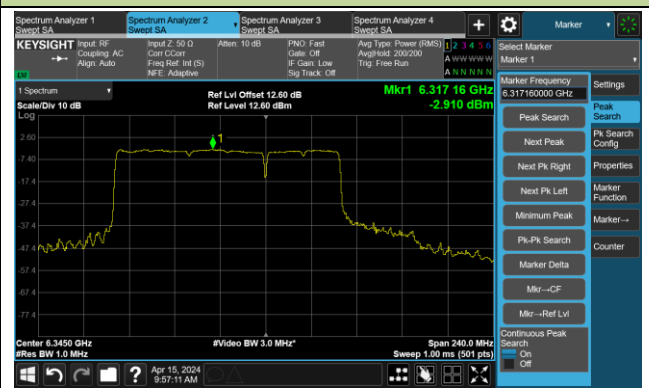 Spectrum Analyzer 1
Swept SA
Spectrum Analyzer 2
Swept SA
Spectrum Analyzer 3
Swept SA
Spectrum Analyzer 4
Swept SA
+
Marker
KEYSIGHT
Input: RF
Coupling: AC
Align: Auto
Input Z: 50 Ω
Corr CCorr
Freq Ref: Int (S)
NFE: Adaptive
Atten: 10 dB
PNO: Fast
Gate: Off
IF Gain: Low
Sig Track: Off
Avg Type: Power (RMS)
Avg|Hold: 200/200
Trig: Free Run
1 2 3 4 5 6
A W W W W W
A N N N N N
LXI
Select Marker
Marker 1
1 Spectrum
Scale/Div 10 dB
Log
Ref Lvl Offset 12.60 dB
Ref Level 12.60 dBm
Mkr1 6.317 16 GHz
-2.910 dBm
1
2.60
-7.40
-17.4
-27.4
-37.4
-47.4
-57.4
-67.4
-77.4
Center 6.3450 GHz
#Res BW 1.0 MHz
#Video BW 3.0 MHz*
Span 240.0 MHz
Sweep 1.00 ms (501 pts)
Marker Frequency
6.317160000 GHz
Peak Search
Next Peak
Next Pk Right
Next Pk Left
Minimum Peak
Pk-Pk Search
Marker Delta
Mkr→CF
Mkr→Ref Lvl
Continuous Peak
Search
On
Off
Settings
Peak
Search
Pk Search
Config
Properties
Marker
Function
Marker→
Counter
?
Apr 15, 2024
9:57:11 AM